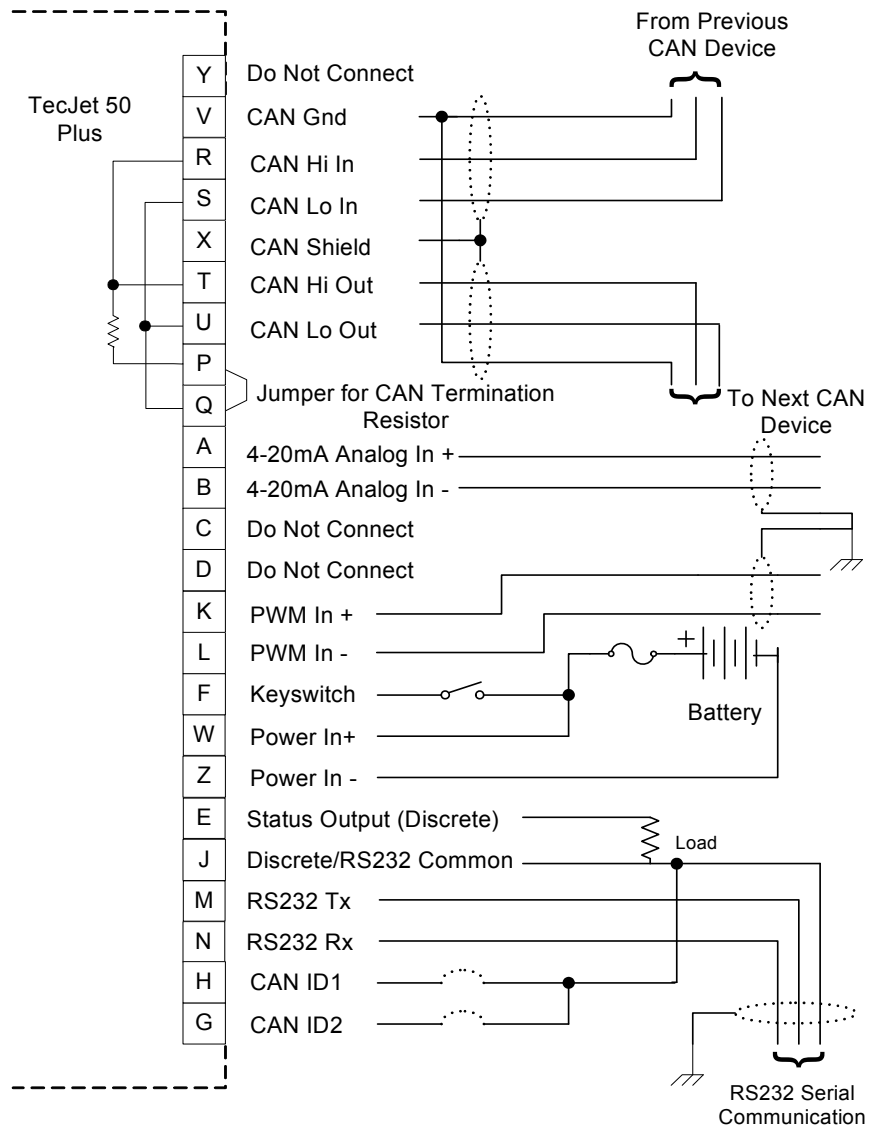 From Previous
CAN Device
TecJet 50
Plus
Y Do Not Connect
V CAN Gnd
R CAN Hi In
S CAN Lo In
X CAN Shield
T CAN Hi Out
U CAN Lo Out
P
Q
Jumper for CAN Termination
Resistor
To Next CAN
Device
A 4-20mA Analog In +
B 4-20mA Analog In -
C Do Not Connect
D Do Not Connect
K PWM In +
L PWM In -
+
F Keyswitch
Battery
W Power In+
Z Power In -
E Status Output (Discrete)
Load
J Discrete/RS232 Common
M RS232 Tx
N RS232 Rx
H CAN ID1
G CAN ID2
RS232 Serial
Communication